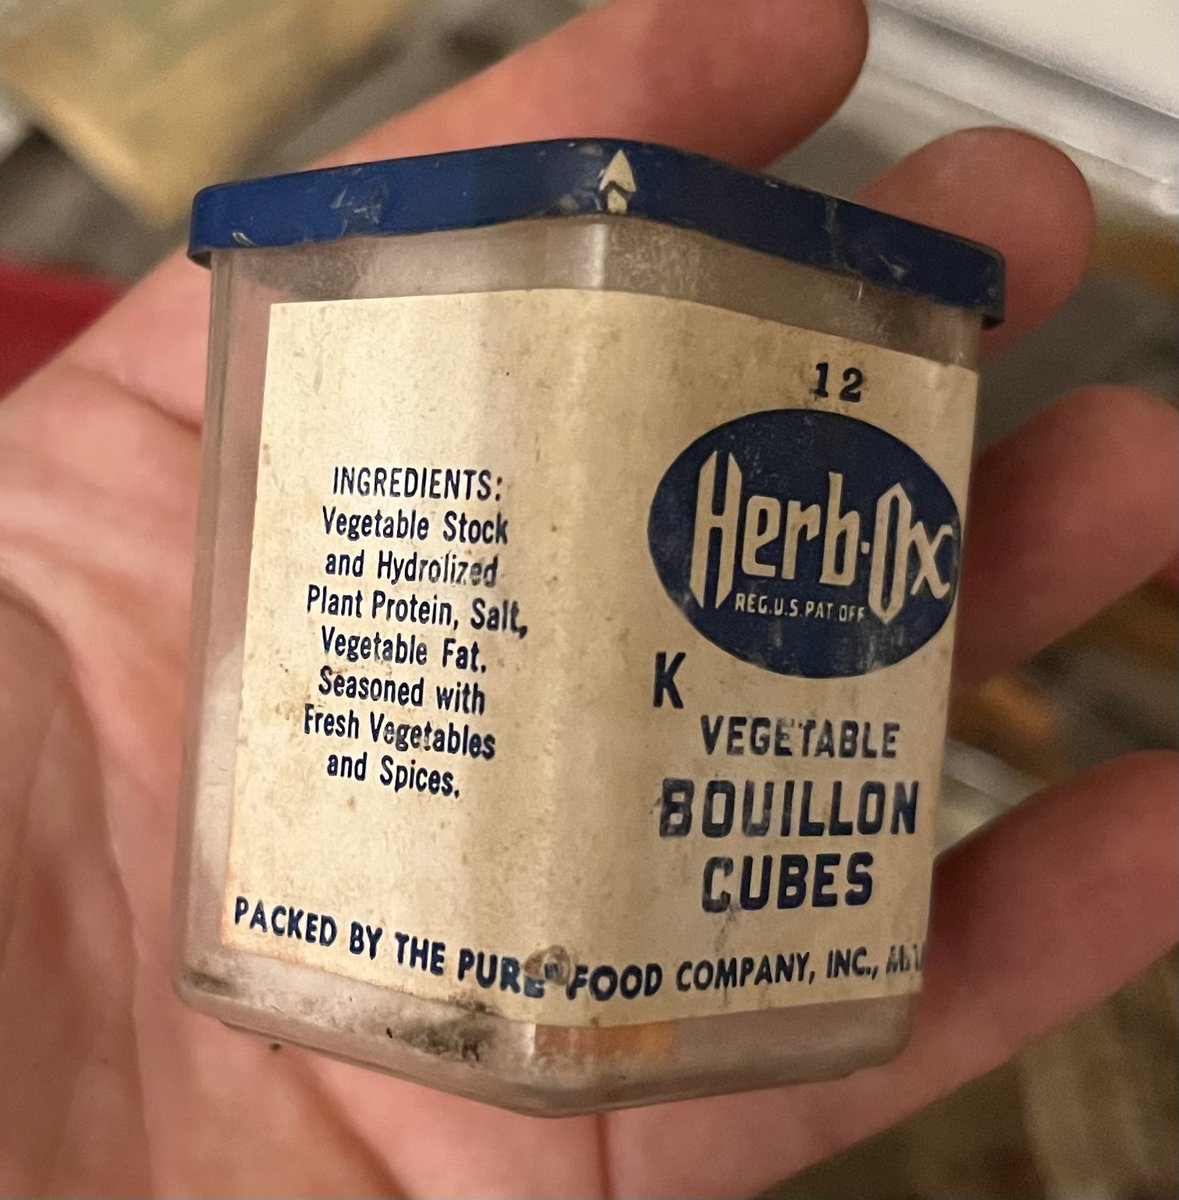 INGREDIENTS:
Vegetable Stock
and Hydrolized
Plant Protein, Salt,
Vegetable Fat.
Seasoned with
Fresh Vegetables
and Spices.
12
Herb-Ox
REG.U.S.PAT OFF
K
VEGETABLE
BOUILLON
CUBES
PACKED BY THE PURE FOOD COMPANY, INC.,